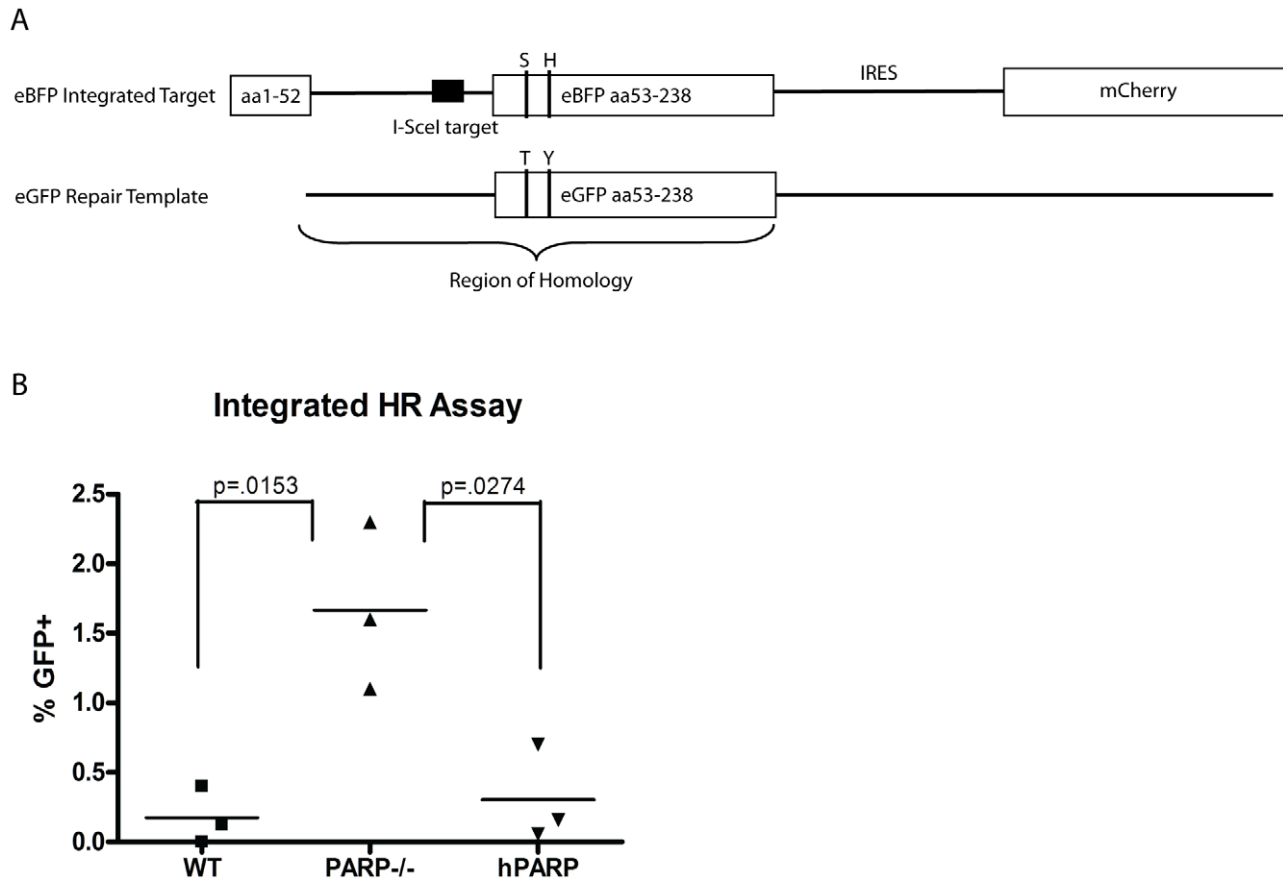 A
S H
eBFP Integrated Target aa1-52 eBFP aa53-238 IRES mCherry
I-SceI target
T Y
eGFP Repair Template eGFP aa53-238
Region of Homology
B
Integrated HR Assay
p=.0153 p=.0274
2.5
2.0
1.5
1.0
0.5
0.0
% GFP+
WT PARP-/- hPARP